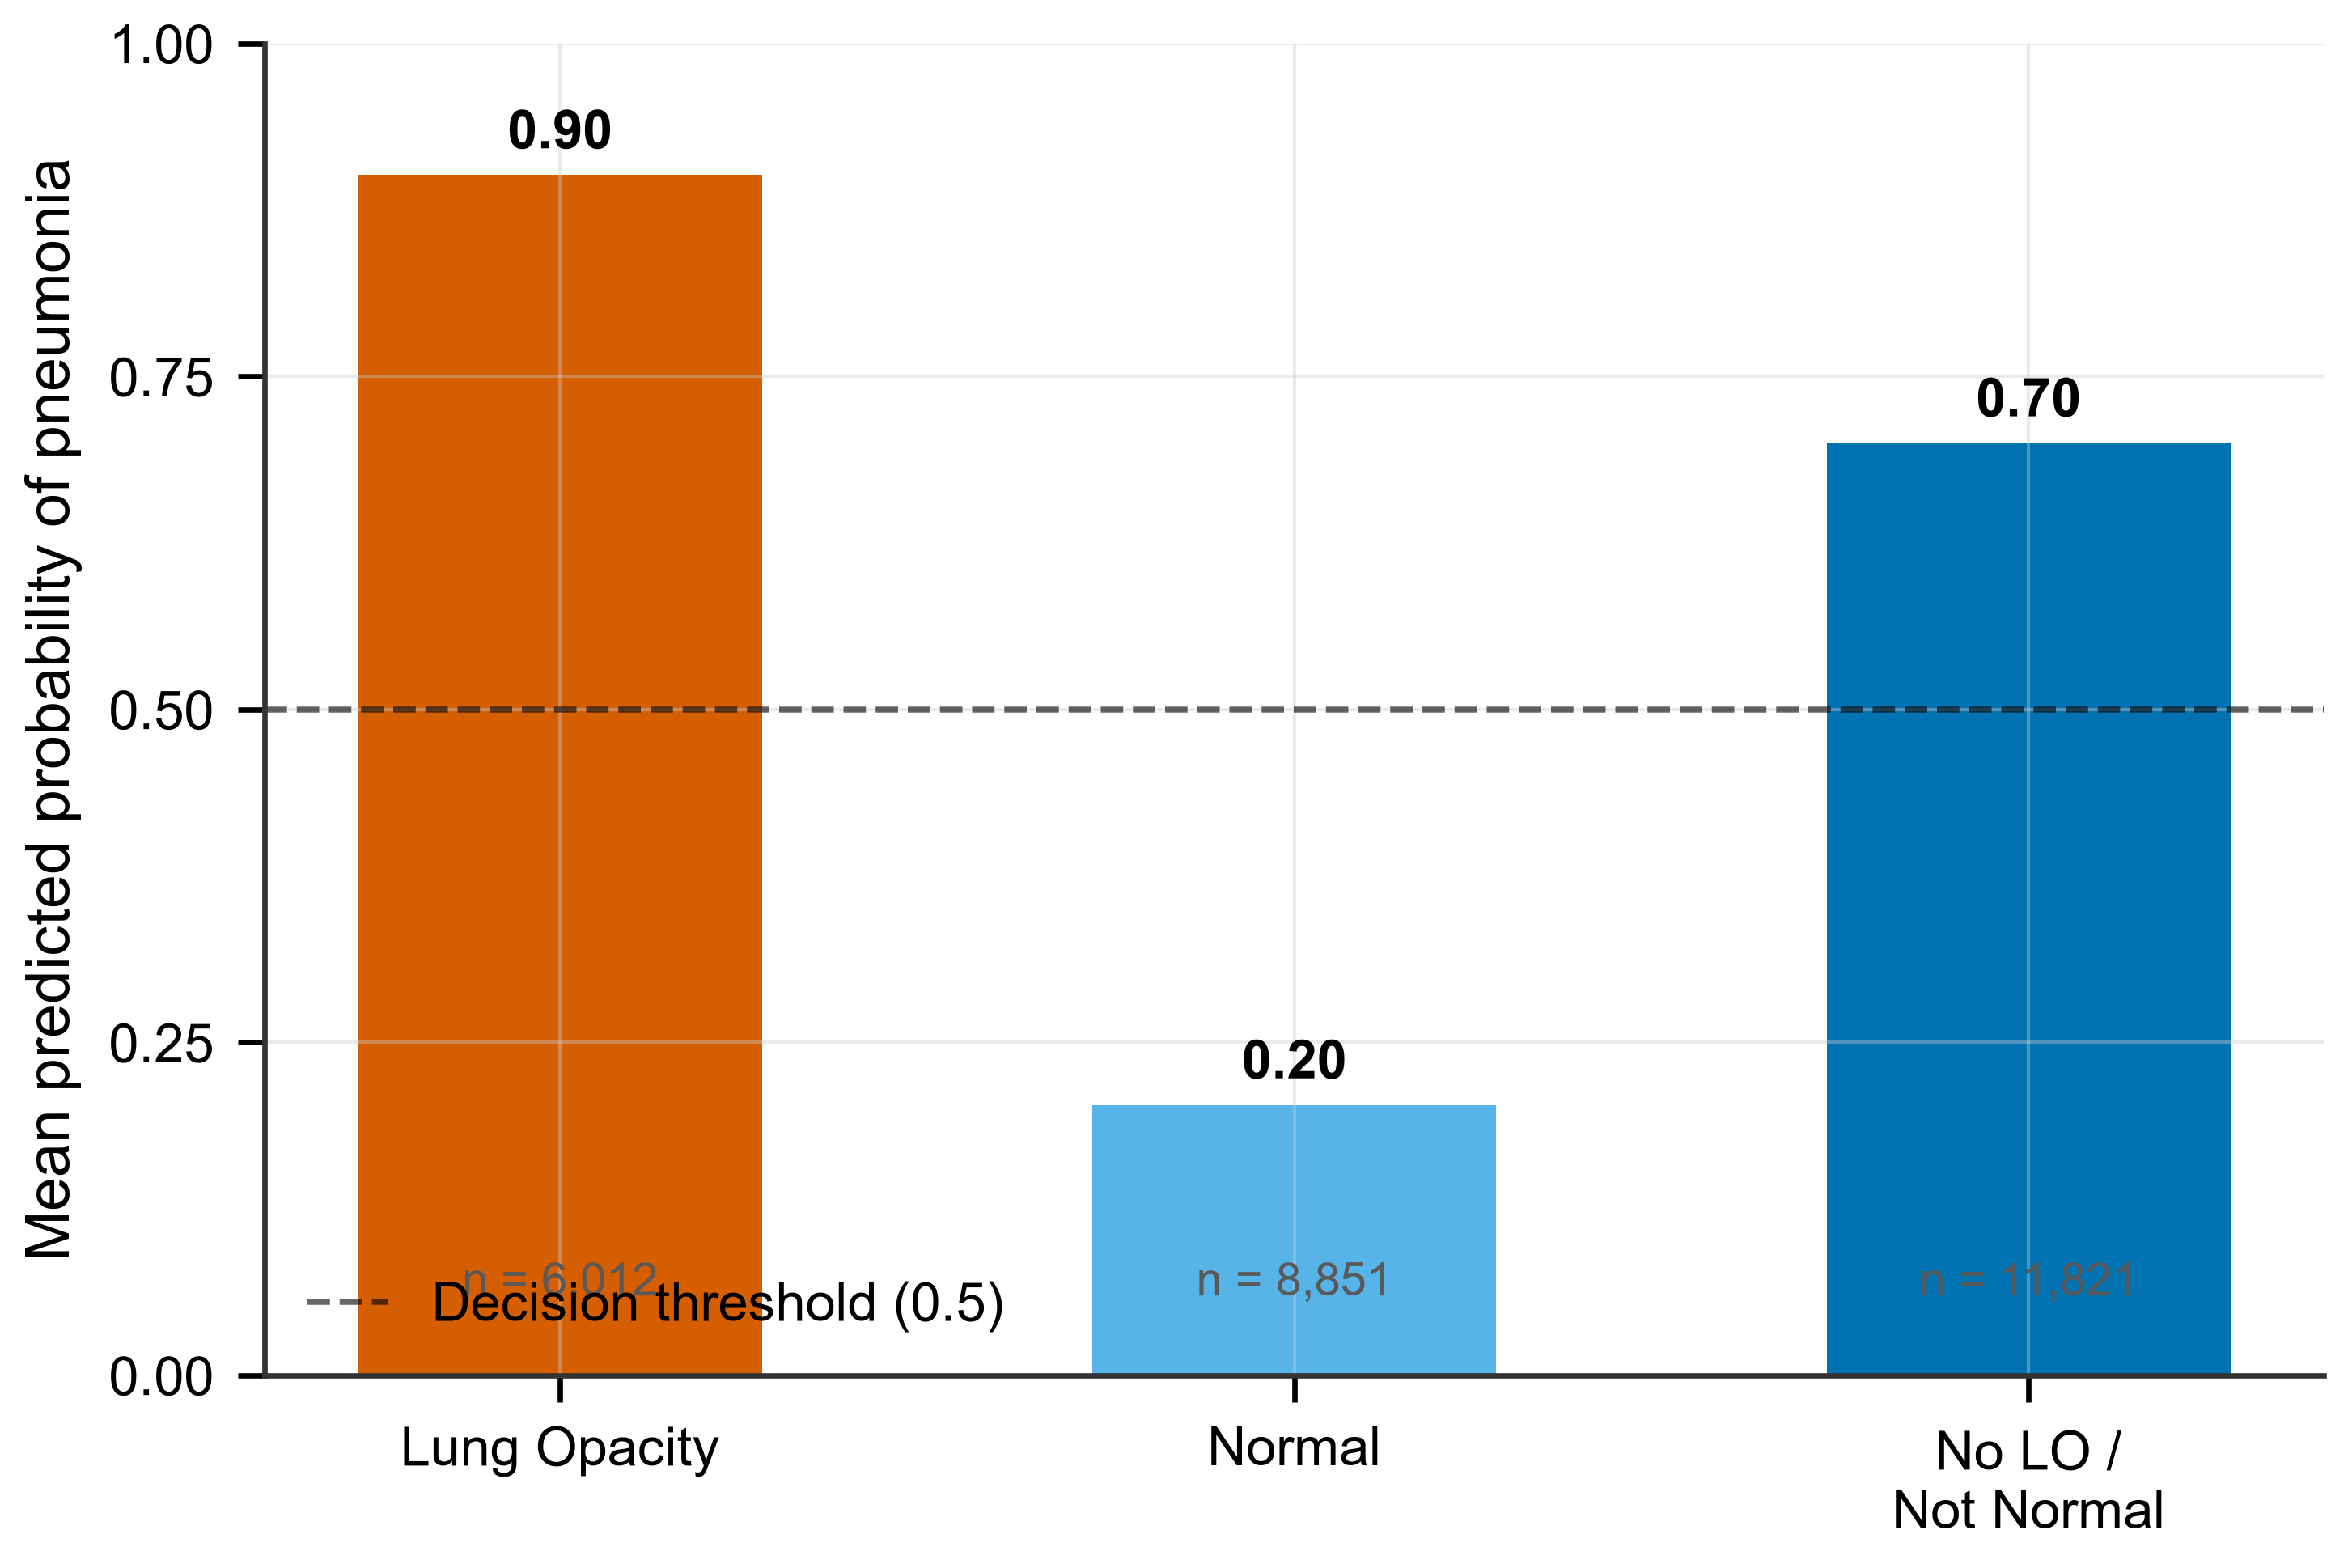 Mean predicted probability of pneumonia
1.00
0.75
0.50
0.25
0.00
0.90
0.20
0.70
n = 6,012
n = 8,851
n = 11,821
Decision threshold (0.5)
Lung Opacity
Normal
No LO /
Not Normal